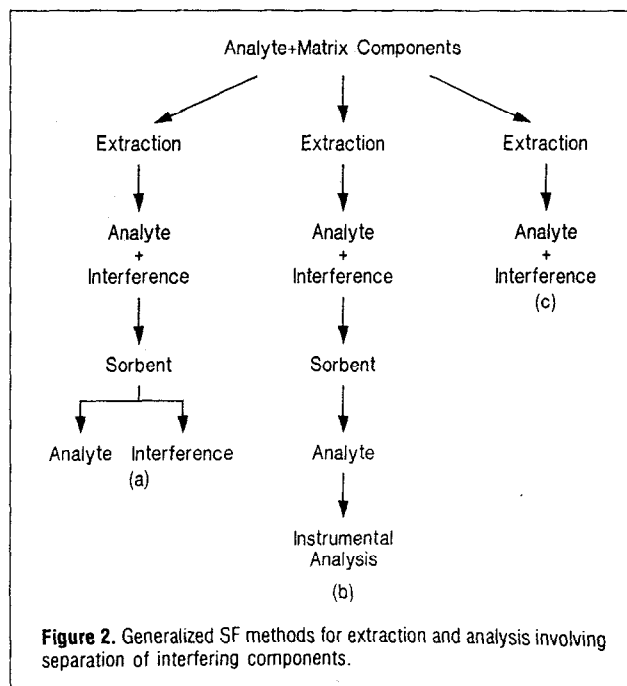 Analyte+Matrix Components
Extraction Extraction Extraction
Analyte Analyte Analyte
+ + +
Interference Interference Interference
(c)
Sorbent Sorbent
Analyte Interference Analyte
(a)
Instrumental
Analysis
(b)
Figure 2. Generalized SF methods for extraction and analysis involving
separation of interfering components.